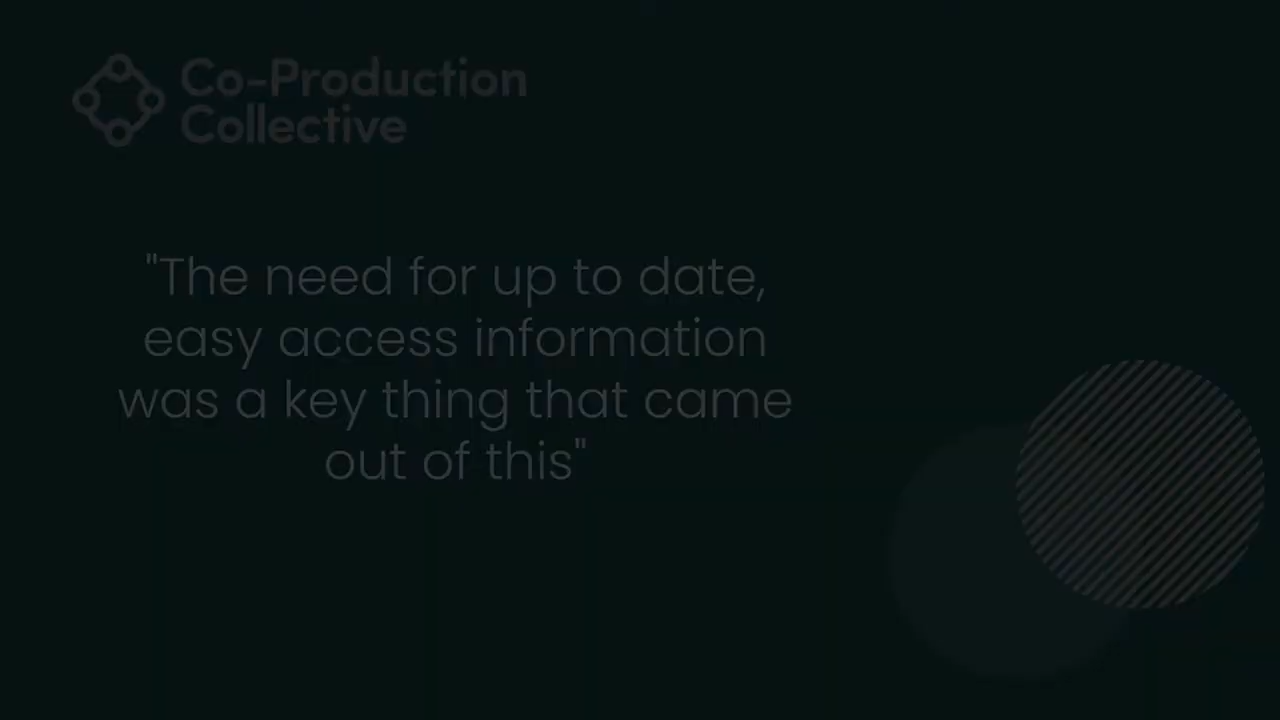 Co-Production
Collective
"The need for up to date,
easy access information
was a key thing that came
out of this"